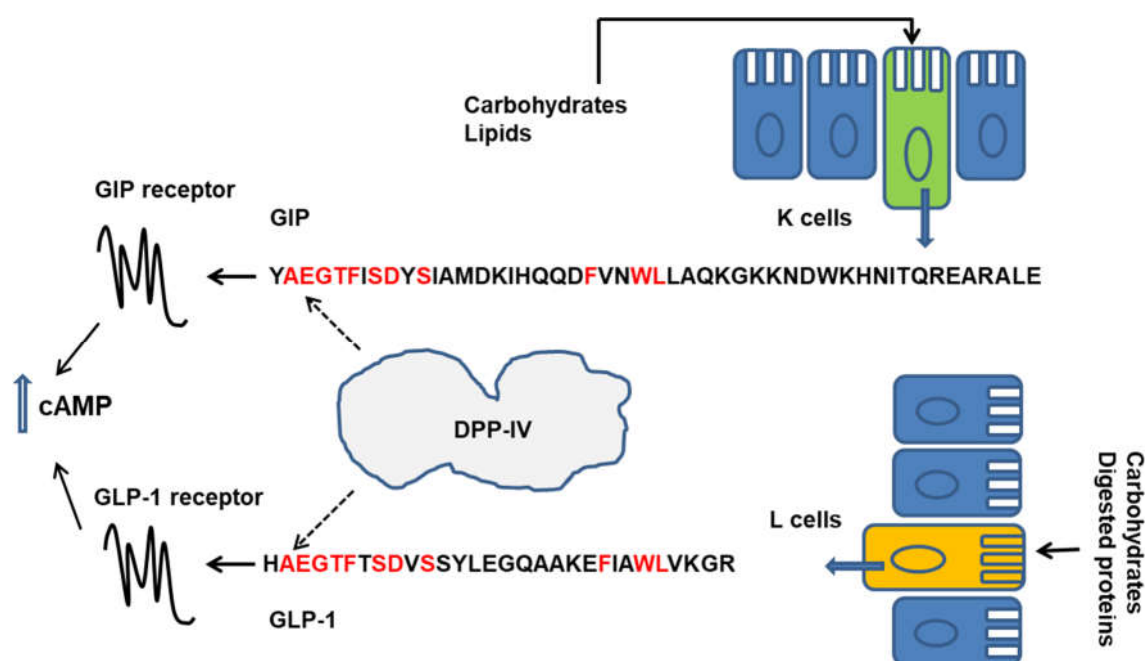 Carbohydrates
Lipids
GIP receptor
GIP
K cells
YAEGTFISDYSIAMDKIHQQDFVNWLLAQKGKKNDWKHNITQREARALE
cAMP
DPP-IV
GLP-1 receptor
L cells
Carbohydrates
Digested proteins
HAEGTFTSDVSSYLEGQAAKEFIAWLVKGR
GLP-1